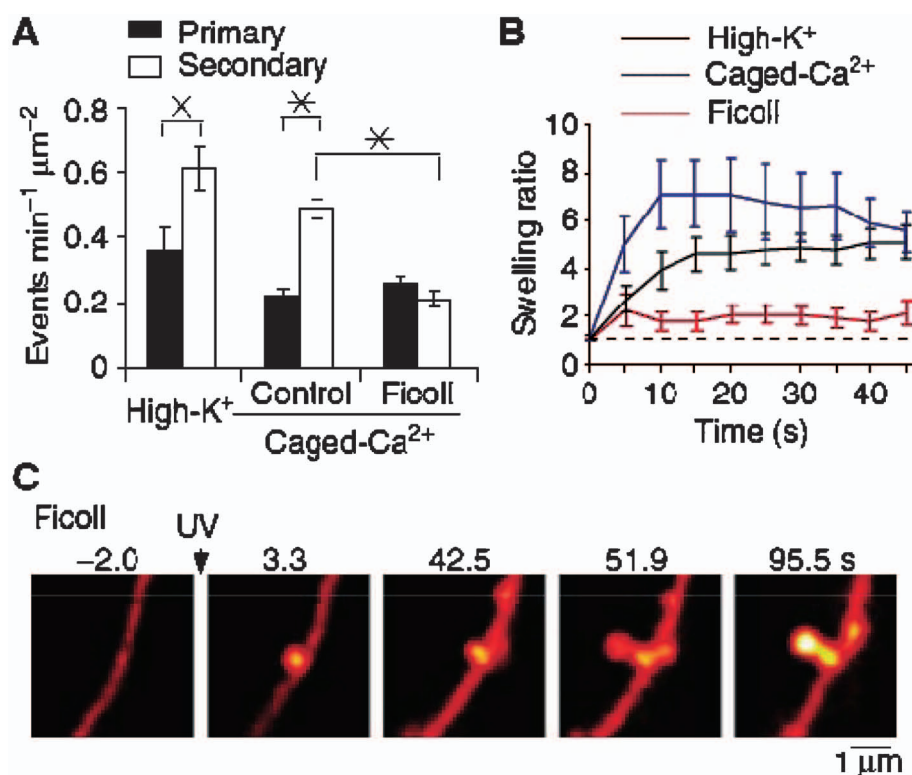 A
Primary
Secondary
Events min⁻¹ μm⁻²
0.8
0.6
0.4
0.2
0
High-K⁺
Control
Ficoll
Caged-Ca²⁺
B
High-K⁺
Caged-Ca²⁺
Ficoll
Swelling ratio
10
8
6
4
2
0
0 10 20 30 40
Time (s)
C
Ficoll
UV
−2.0 3.3 42.5 51.9 95.5 s
1 μm